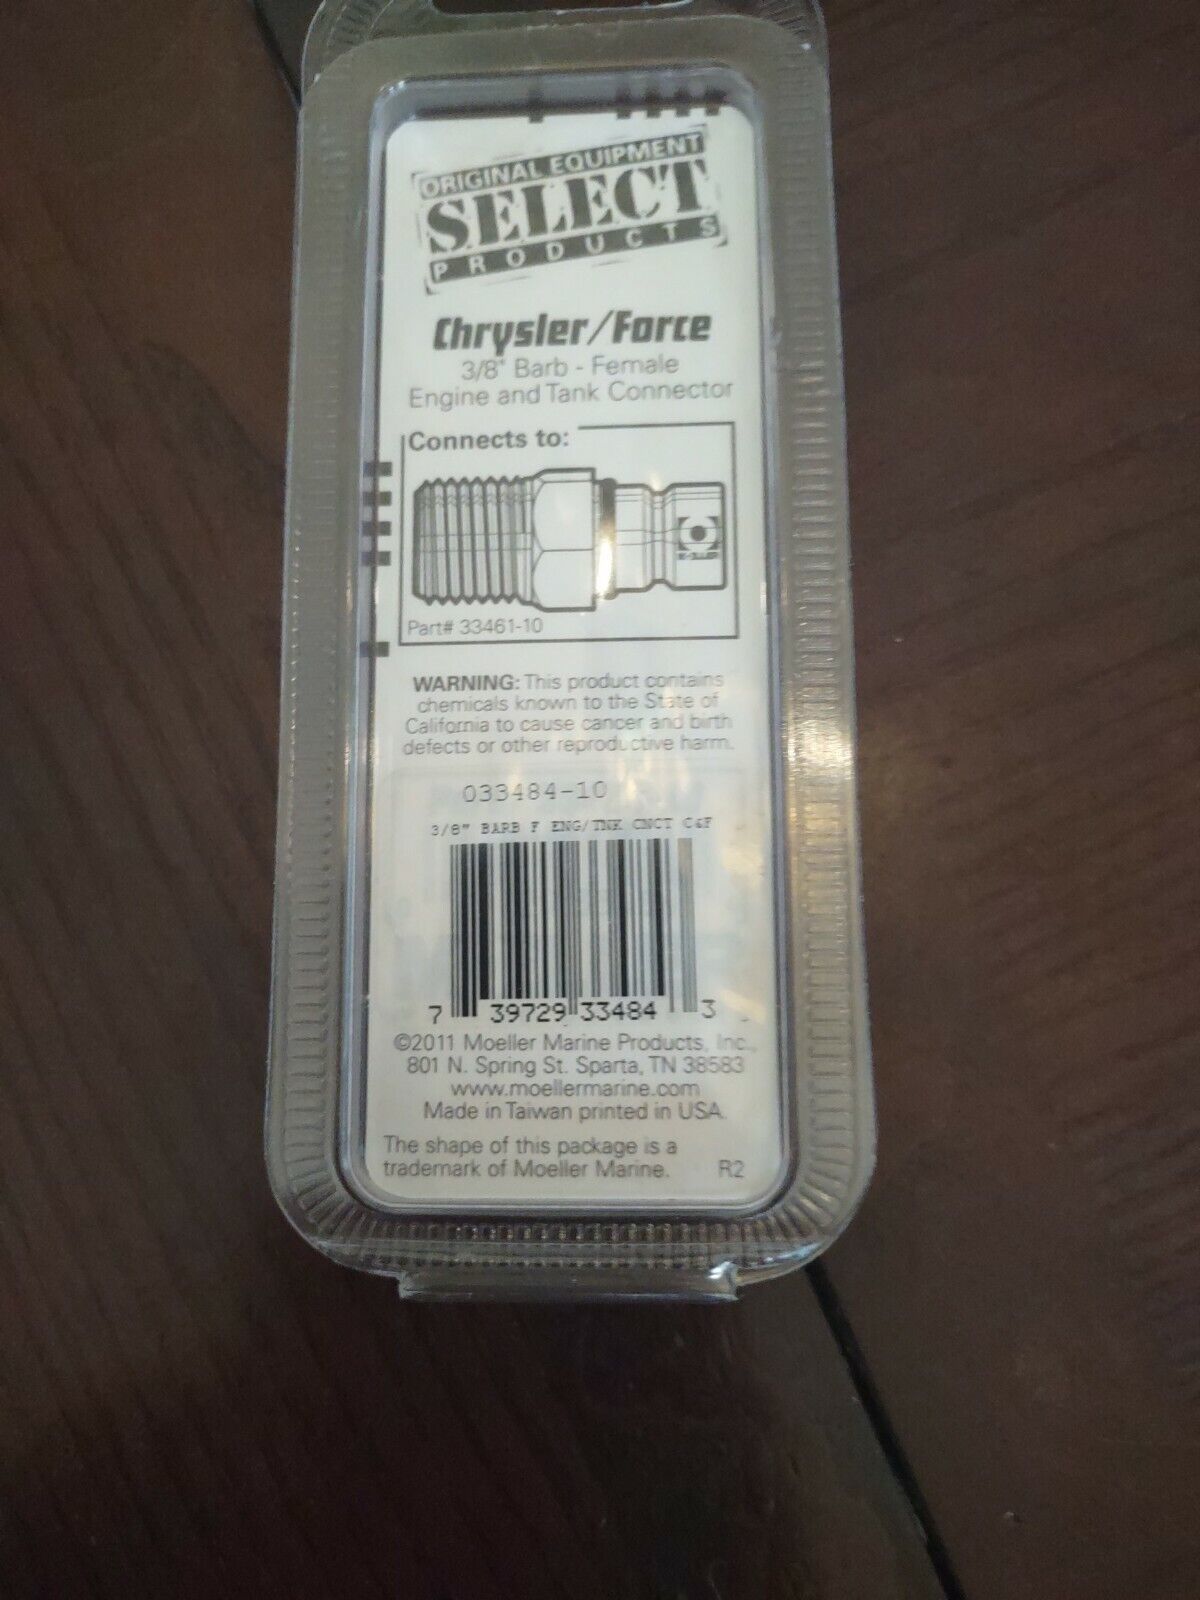 ORIGINAL EQUIPMENT
SELECT
PRODUCTS
Chrysler/Force
3/8" Barb - Female
Engine and Tank Connector
Connects to:
Part# 33461-10
WARNING: This product contains
chemicals known to the State of
California to cause cancer and birth
defects or other reproductive harm.
033484-10
3/8" BARB F ENG/TNK CNCT C&F
7 39729 33484 3
©2011 Moeller Marine Products, Inc.,
801 N. Spring St. Sparta, TN 38583
www.moellermarine.com
Made in Taiwan printed in USA.
The shape of this package is a
trademark of Moeller Marine. R2